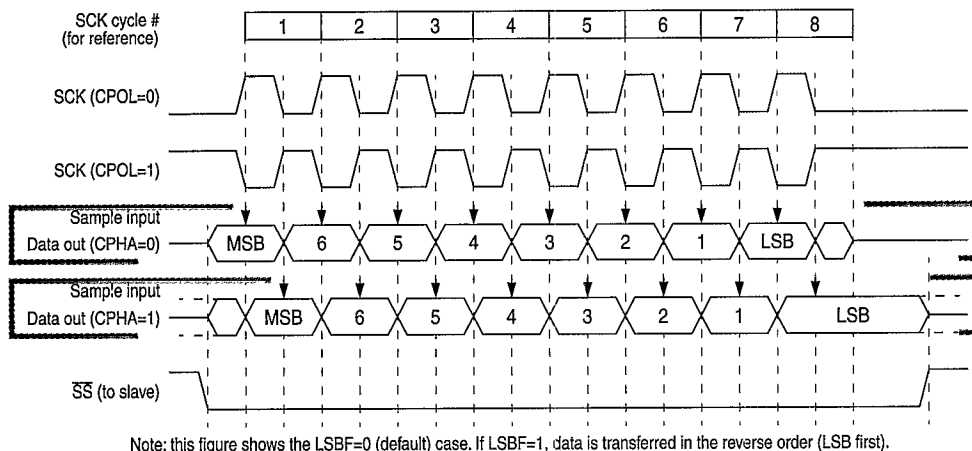 SCK cycle #
(for reference)
1 2 3 4 5 6 7 8
SCK (CPOL=0)
SCK (CPOL=1)
Sample input
Data out (CPHA=0)
MSB 6 5 4 3 2 1 LSB
Sample input
Data out (CPHA=1)
MSB 6 5 4 3 2 1 LSB
SS (to slave)
Note: this figure shows the LSBF=0 (default) case. If LSBF=1, data is transferred in the reverse order (LSB first).